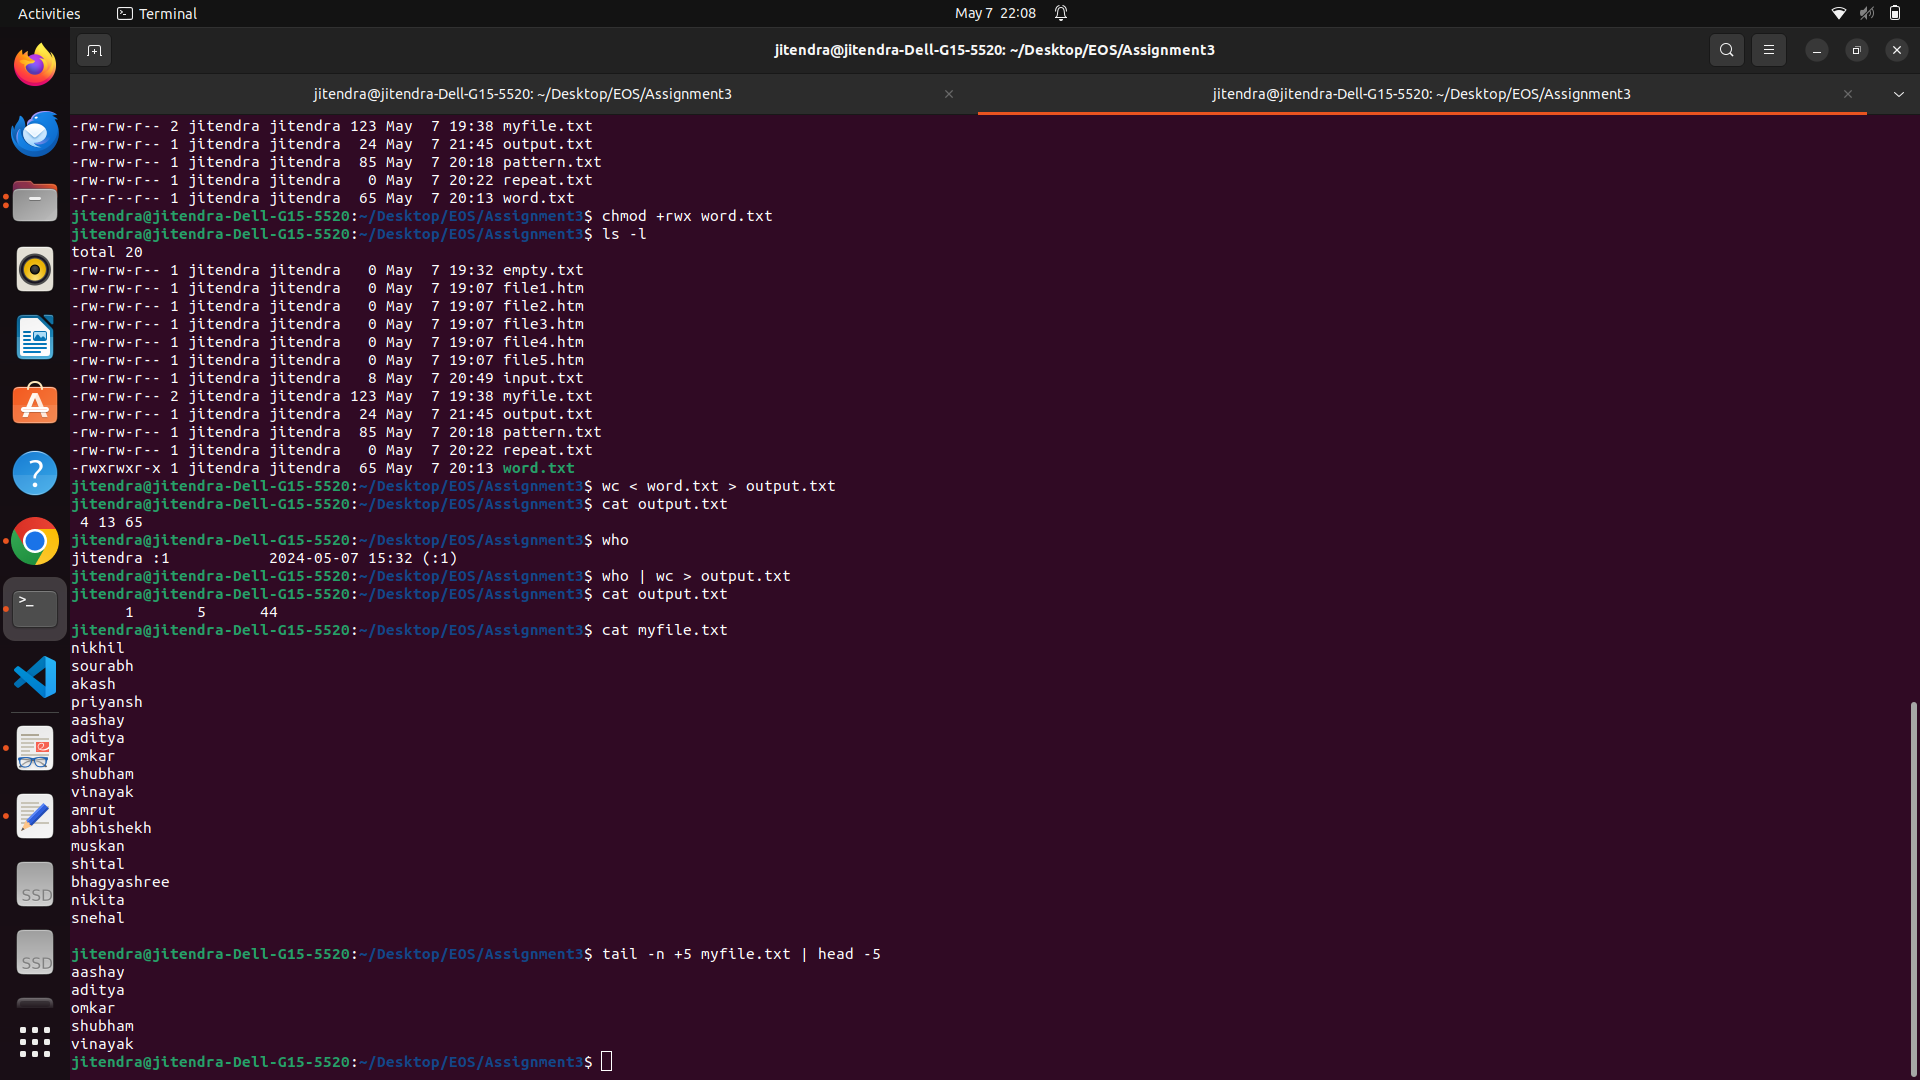 Activities
Terminal
May 7 22:08
jitendra@jitendra-Dell-G15-5520: ~/Desktop/EOS/Assignment3
jitendra@jitendra-Dell-G15-5520: ~/Desktop/EOS/Assignment3
jitendra@jitendra-Dell-G15-5520: ~/Desktop/EOS/Assignment3
-rw-rw-r-- 2 jitendra jitendra 123 May  7 19:38 myfile.txt
-rw-rw-r-- 1 jitendra jitendra  24 May  7 21:45 output.txt
-rw-rw-r-- 1 jitendra jitendra  85 May  7 20:18 pattern.txt
-rw-rw-r-- 1 jitendra jitendra   0 May  7 20:22 repeat.txt
-r--r--r-- 1 jitendra jitendra  65 May  7 20:13 word.txt
jitendra@jitendra-Dell-G15-5520:~/Desktop/EOS/Assignment3$ chmod +rwx word.txt
jitendra@jitendra-Dell-G15-5520:~/Desktop/EOS/Assignment3$ ls -l
total 20
-rw-rw-r-- 1 jitendra jitendra   0 May  7 19:32 empty.txt
-rw-rw-r-- 1 jitendra jitendra   0 May  7 19:07 file1.htm
-rw-rw-r-- 1 jitendra jitendra   0 May  7 19:07 file2.htm
-rw-rw-r-- 1 jitendra jitendra   0 May  7 19:07 file3.htm
-rw-rw-r-- 1 jitendra jitendra   0 May  7 19:07 file4.htm
-rw-rw-r-- 1 jitendra jitendra   0 May  7 19:07 file5.htm
-rw-rw-r-- 1 jitendra jitendra   8 May  7 20:49 input.txt
-rw-rw-r-- 2 jitendra jitendra 123 May  7 19:38 myfile.txt
-rw-rw-r-- 1 jitendra jitendra  24 May  7 21:45 output.txt
-rw-rw-r-- 1 jitendra jitendra  85 May  7 20:18 pattern.txt
-rw-rw-r-- 1 jitendra jitendra   0 May  7 20:22 repeat.txt
-rwxrwxr-x 1 jitendra jitendra  65 May  7 20:13 word.txt
jitendra@jitendra-Dell-G15-5520:~/Desktop/EOS/Assignment3$ wc < word.txt > output.txt
jitendra@jitendra-Dell-G15-5520:~/Desktop/EOS/Assignment3$ cat output.txt
 4 13 65
jitendra@jitendra-Dell-G15-5520:~/Desktop/EOS/Assignment3$ who
jitendra :1           2024-05-07 15:32 (:1)
jitendra@jitendra-Dell-G15-5520:~/Desktop/EOS/Assignment3$ who | wc > output.txt
jitendra@jitendra-Dell-G15-5520:~/Desktop/EOS/Assignment3$ cat output.txt
      1       5      44
jitendra@jitendra-Dell-G15-5520:~/Desktop/EOS/Assignment3$ cat myfile.txt
nikhil
sourabh
akash
priyansh
aashay
aditya
omkar
shubham
vinayak
amrut
abhishekh
muskan
shital
bhagyashree
nikita
snehal
jitendra@jitendra-Dell-G15-5520:~/Desktop/EOS/Assignment3$ tail -n +5 myfile.txt | head -5
aashay
aditya
omkar
shubham
vinayak
jitendra@jitendra-Dell-G15-5520:~/Desktop/EOS/Assignment3$
SSD
SSD